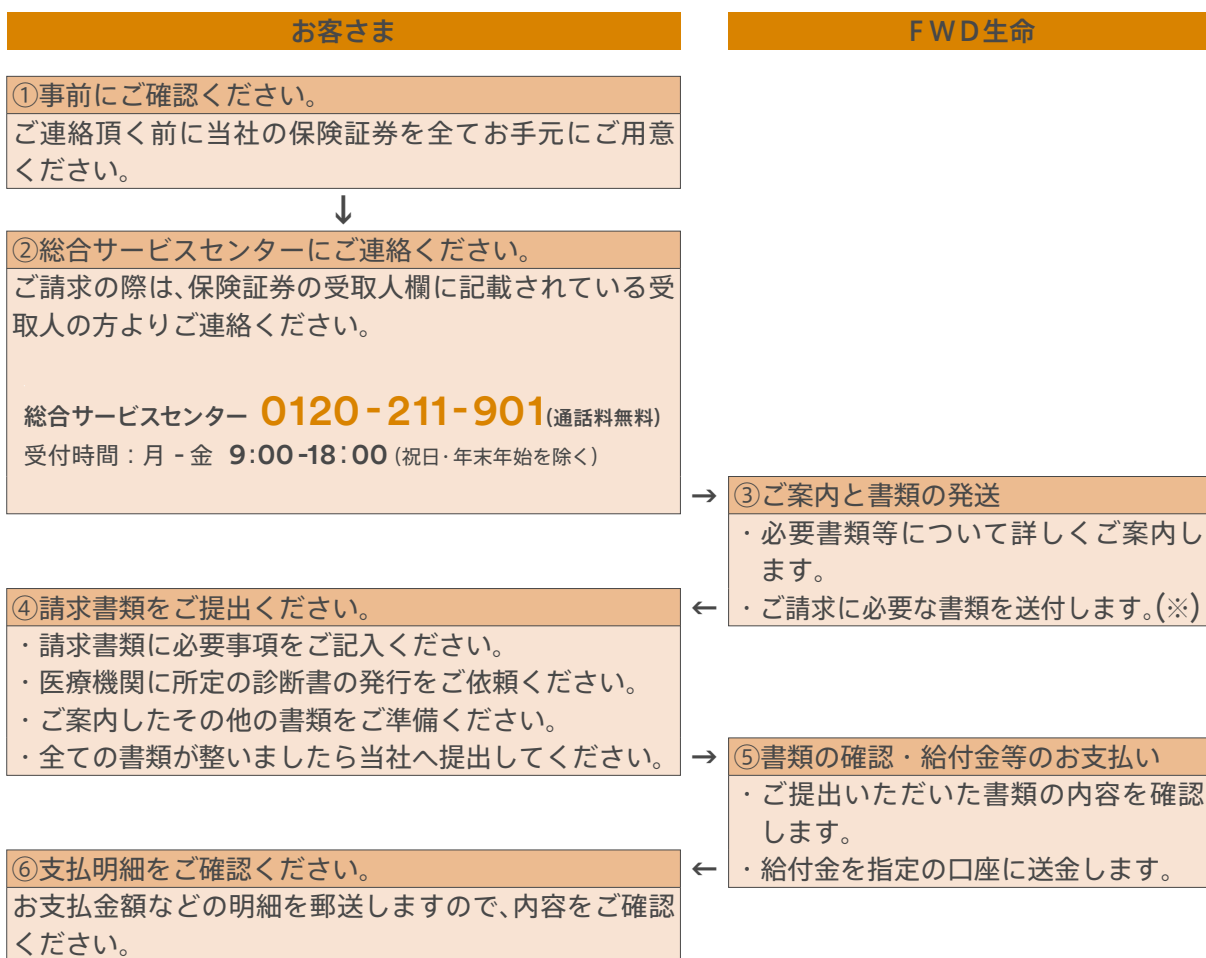 お客さま
FWD生命
①事前にご確認ください。
ご連絡頂く前に当社の保険証券を全てお手元にご用意
ください。
↓
②総合サービスセンターにご連絡ください。
ご請求の際は、保険証券の受取人欄に記載されている受
取人の方よりご連絡ください。
総合サービスセンター 0120-211-901(通話料無料)
受付時間：月 - 金 9:00-18:00 (祝日・年末年始を除く)
→ ③ご案内と書類の発送
・必要書類等について詳しくご案内し
ます。
・ご請求に必要な書類を送付します。(※)
←
④請求書類をご提出ください。
・請求書類に必要事項をご記入ください。
・医療機関に所定の診断書の発行をご依頼ください。
・ご案内したその他の書類をご準備ください。
・全ての書類が整いましたら当社へ提出してください。
→ ⑤書類の確認・給付金等のお支払い
・ご提出いただいた書類の内容を確認
します。
・給付金を指定の口座に送金します。
←
⑥支払明細をご確認ください。
お支払金額などの明細を郵送しますので、内容をご確認
ください。